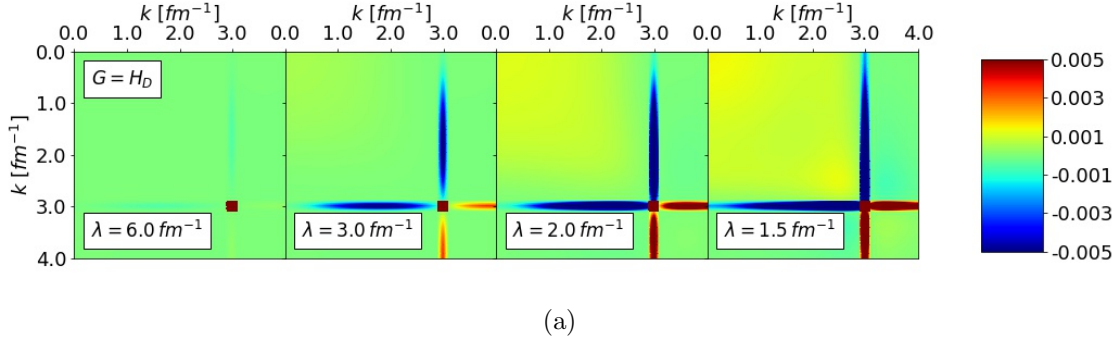 k [fm⁻¹] k [fm⁻¹] k [fm⁻¹] k [fm⁻¹]
0.0 1.0 2.0 3.0 0.0 1.0 2.0 3.0 0.0 1.0 2.0 3.0 0.0 1.0 2.0 3.0 4.0
0.0
G = H_D
1.0
2.0
3.0
4.0
k [fm⁻¹]
λ = 6.0 fm⁻¹
λ = 3.0 fm⁻¹
λ = 2.0 fm⁻¹
λ = 1.5 fm⁻¹
0.005
0.003
0.001
-0.001
-0.003
-0.005
(a)